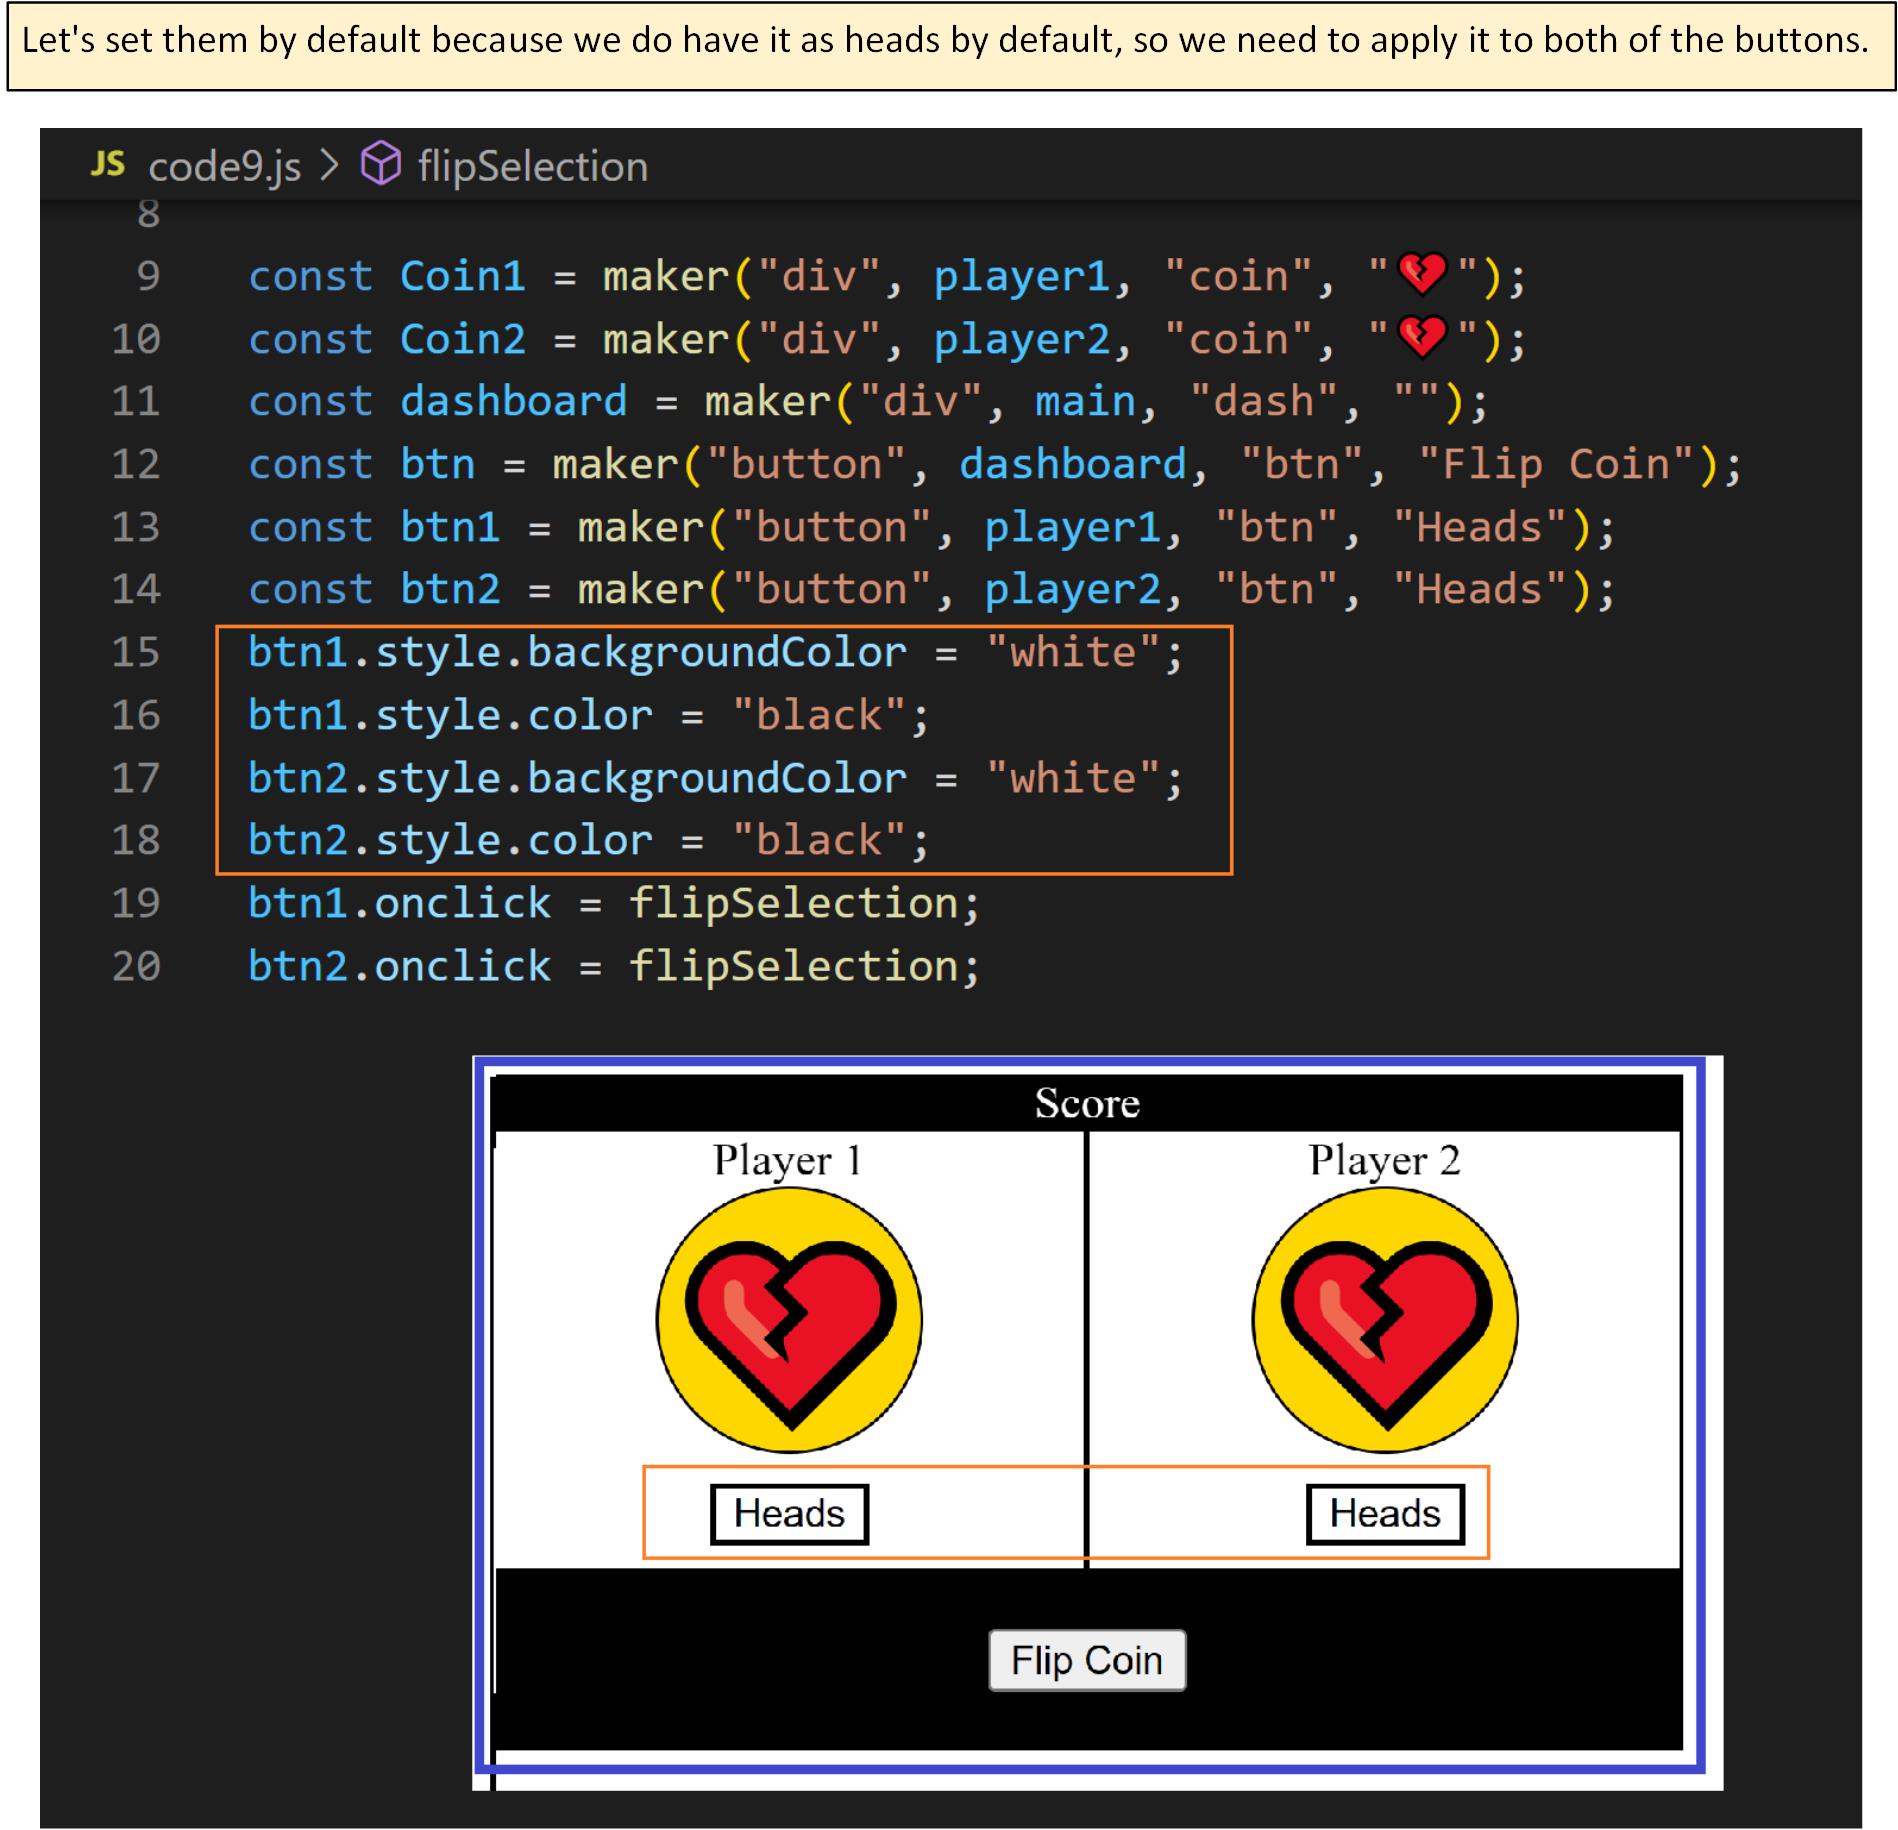 Let's set them by default because we do have it as heads by default, so we need to apply it to both of the buttons.
JS code9.js > flipSelection
8
9 const Coin1 = maker("div", player1, "coin", "💔");
10 const Coin2 = maker("div", player2, "coin", "💔");
11 const dashboard = maker("div", main, "dash", "");
12 const btn = maker("button", dashboard, "btn", "Flip Coin");
13 const btn1 = maker("button", player1, "btn", "Heads");
14 const btn2 = maker("button", player2, "btn", "Heads");
15 btn1.style.backgroundColor = "white";
16 btn1.style.color = "black";
17 btn2.style.backgroundColor = "white";
18 btn2.style.color = "black";
19 btn1.onclick = flipSelection;
20 btn2.onclick = flipSelection;
Score
Player 1 Player 2
Heads Heads
Flip Coin